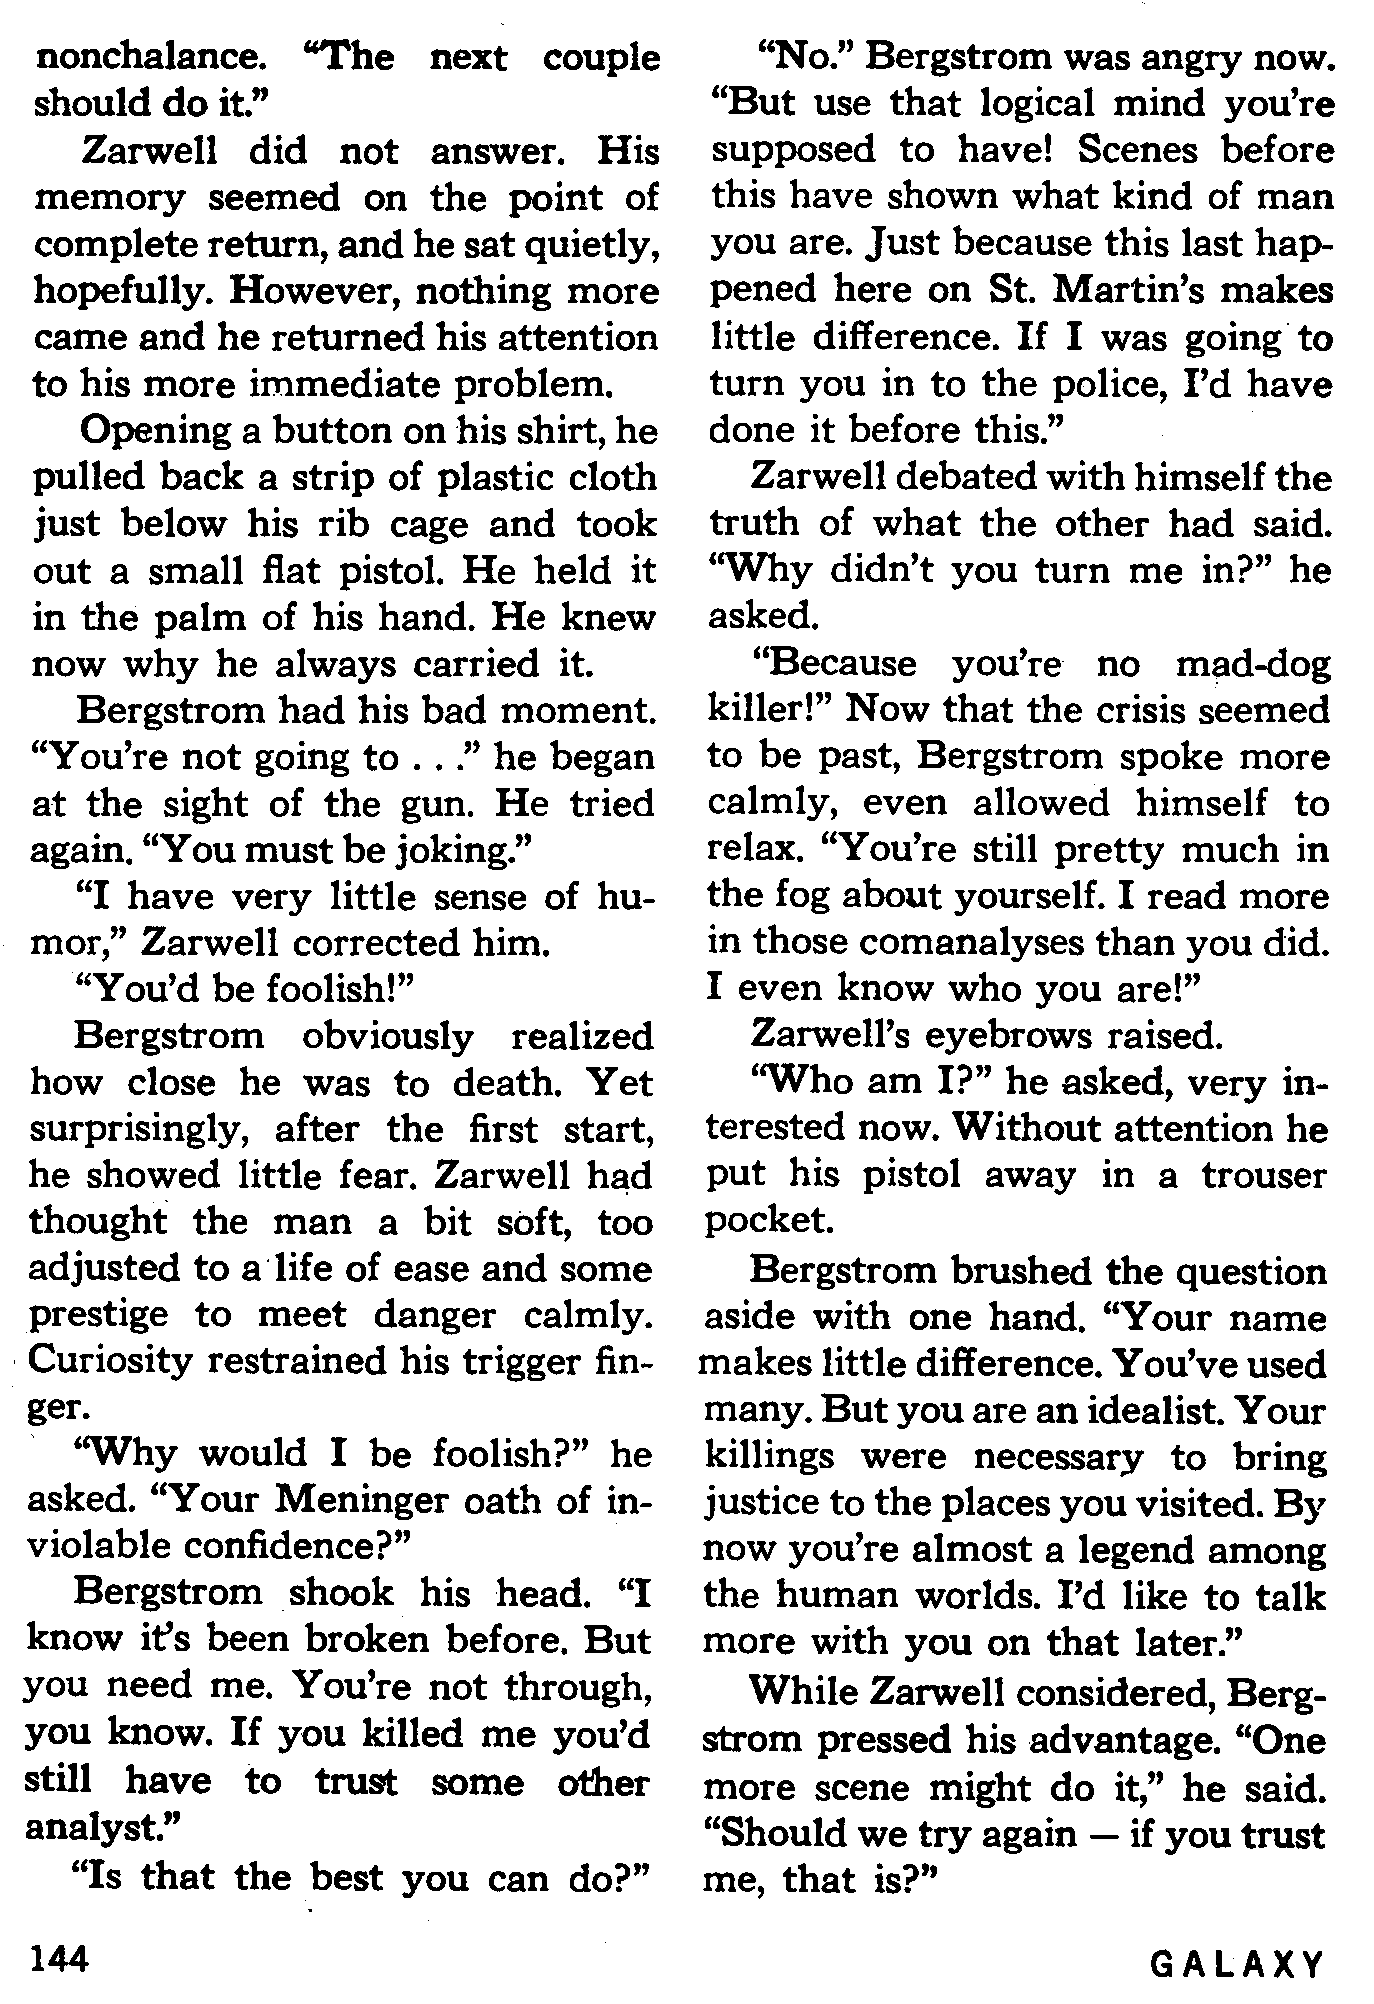 nonchalance. “The next couple
should do it.”
Zarwell did not answer. His
memory seemed on the point of
complete return, and he sat quietly,
hopefully. However, nothing more
came and he returned his attention
to his more immediate problem.
Opening a button on his shirt, he
pulled back a strip of plastic cloth
just below his rib cage and took
out a small flat pistol. He held it
in the palm of his hand. He knew
now why he always carried it.
Bergstrom had his bad moment.
“You’re not going to . . .” he began
at the sight of the gun. He tried
again. “You must be joking.”
“I have very little sense of hu-
mor,” Zarwell corrected him.
“You’d be foolish!”
Bergstrom obviously realized
how close he was to death. Yet
surprisingly, after the first start,
he showed little fear. Zarwell had
thought the man a bit soft, too
adjusted to a life of ease and some
prestige to meet danger calmly.
Curiosity restrained his trigger fin-
ger.
“Why would I be foolish?” he
asked. “Your Meninger oath of in-
violable confidence?”
Bergstrom shook his head. “I
know it’s been broken before. But
you need me. You’re not through,
you know. If you killed me you’d
still have to trust some other
analyst.”
“Is that the best you can do?”
“No.” Bergstrom was angry now.
“But use that logical mind you’re
supposed to have! Scenes before
this have shown what kind of man
you are. Just because this last hap-
pened here on St. Martin’s makes
little difference. If I was going to
turn you in to the police, I’d have
done it before this.”
Zarwell debated with himself the
truth of what the other had said.
“Why didn’t you turn me in?” he
asked.
“Because you’re no mad-dog
killer!” Now that the crisis seemed
to be past, Bergstrom spoke more
calmly, even allowed himself to
relax. “You’re still pretty much in
the fog about yourself. I read more
in those comanalyses than you did.
I even know who you are!”
Zarwell’s eyebrows raised.
“Who am I?” he asked, very in-
terested now. Without attention he
put his pistol away in a trouser
pocket.
Bergstrom brushed the question
aside with one hand. “Your name
makes little difference. You’ve used
many. But you are an idealist. Your
killings were necessary to bring
justice to the places you visited. By
now you’re almost a legend among
the human worlds. I’d like to talk
more with you on that later.”
While Zarwell considered, Berg-
strom pressed his advantage. “One
more scene might do it,” he said.
“Should we try again — if you trust
me, that is?”
144
GALAXY